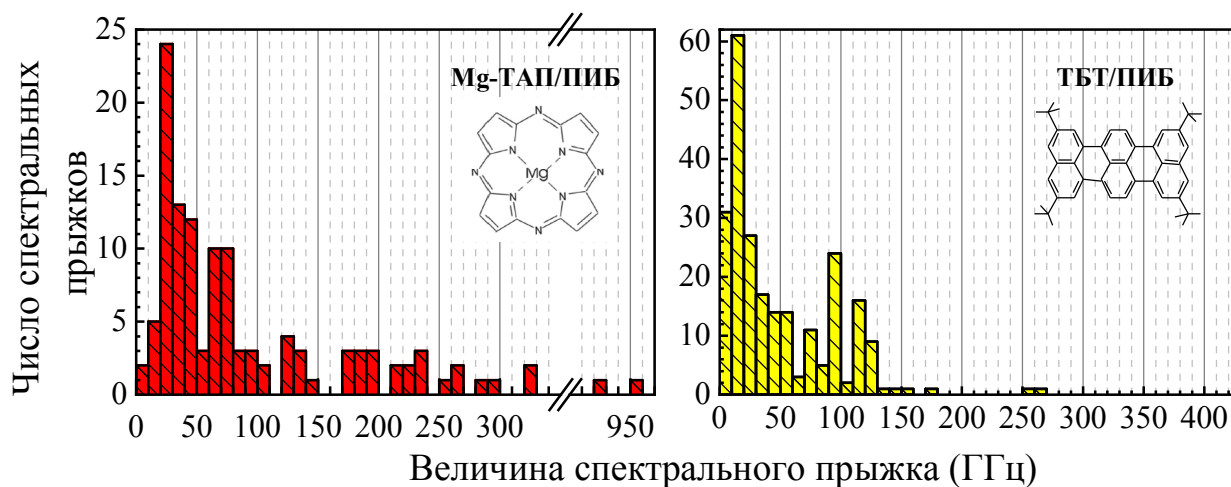 Число спектральных
прыжков
25
20
15
10
5
0
Mg-ТАП/ПИБ
N
N
N
N
Mg
N
N
N
N
0 50 100 150 200 250 300 950
60
50
40
30
20
10
0
ТБТ/ПИБ
0 50 100 150 200 250 300 350 400
Величина спектрального прыжка (ГГц)